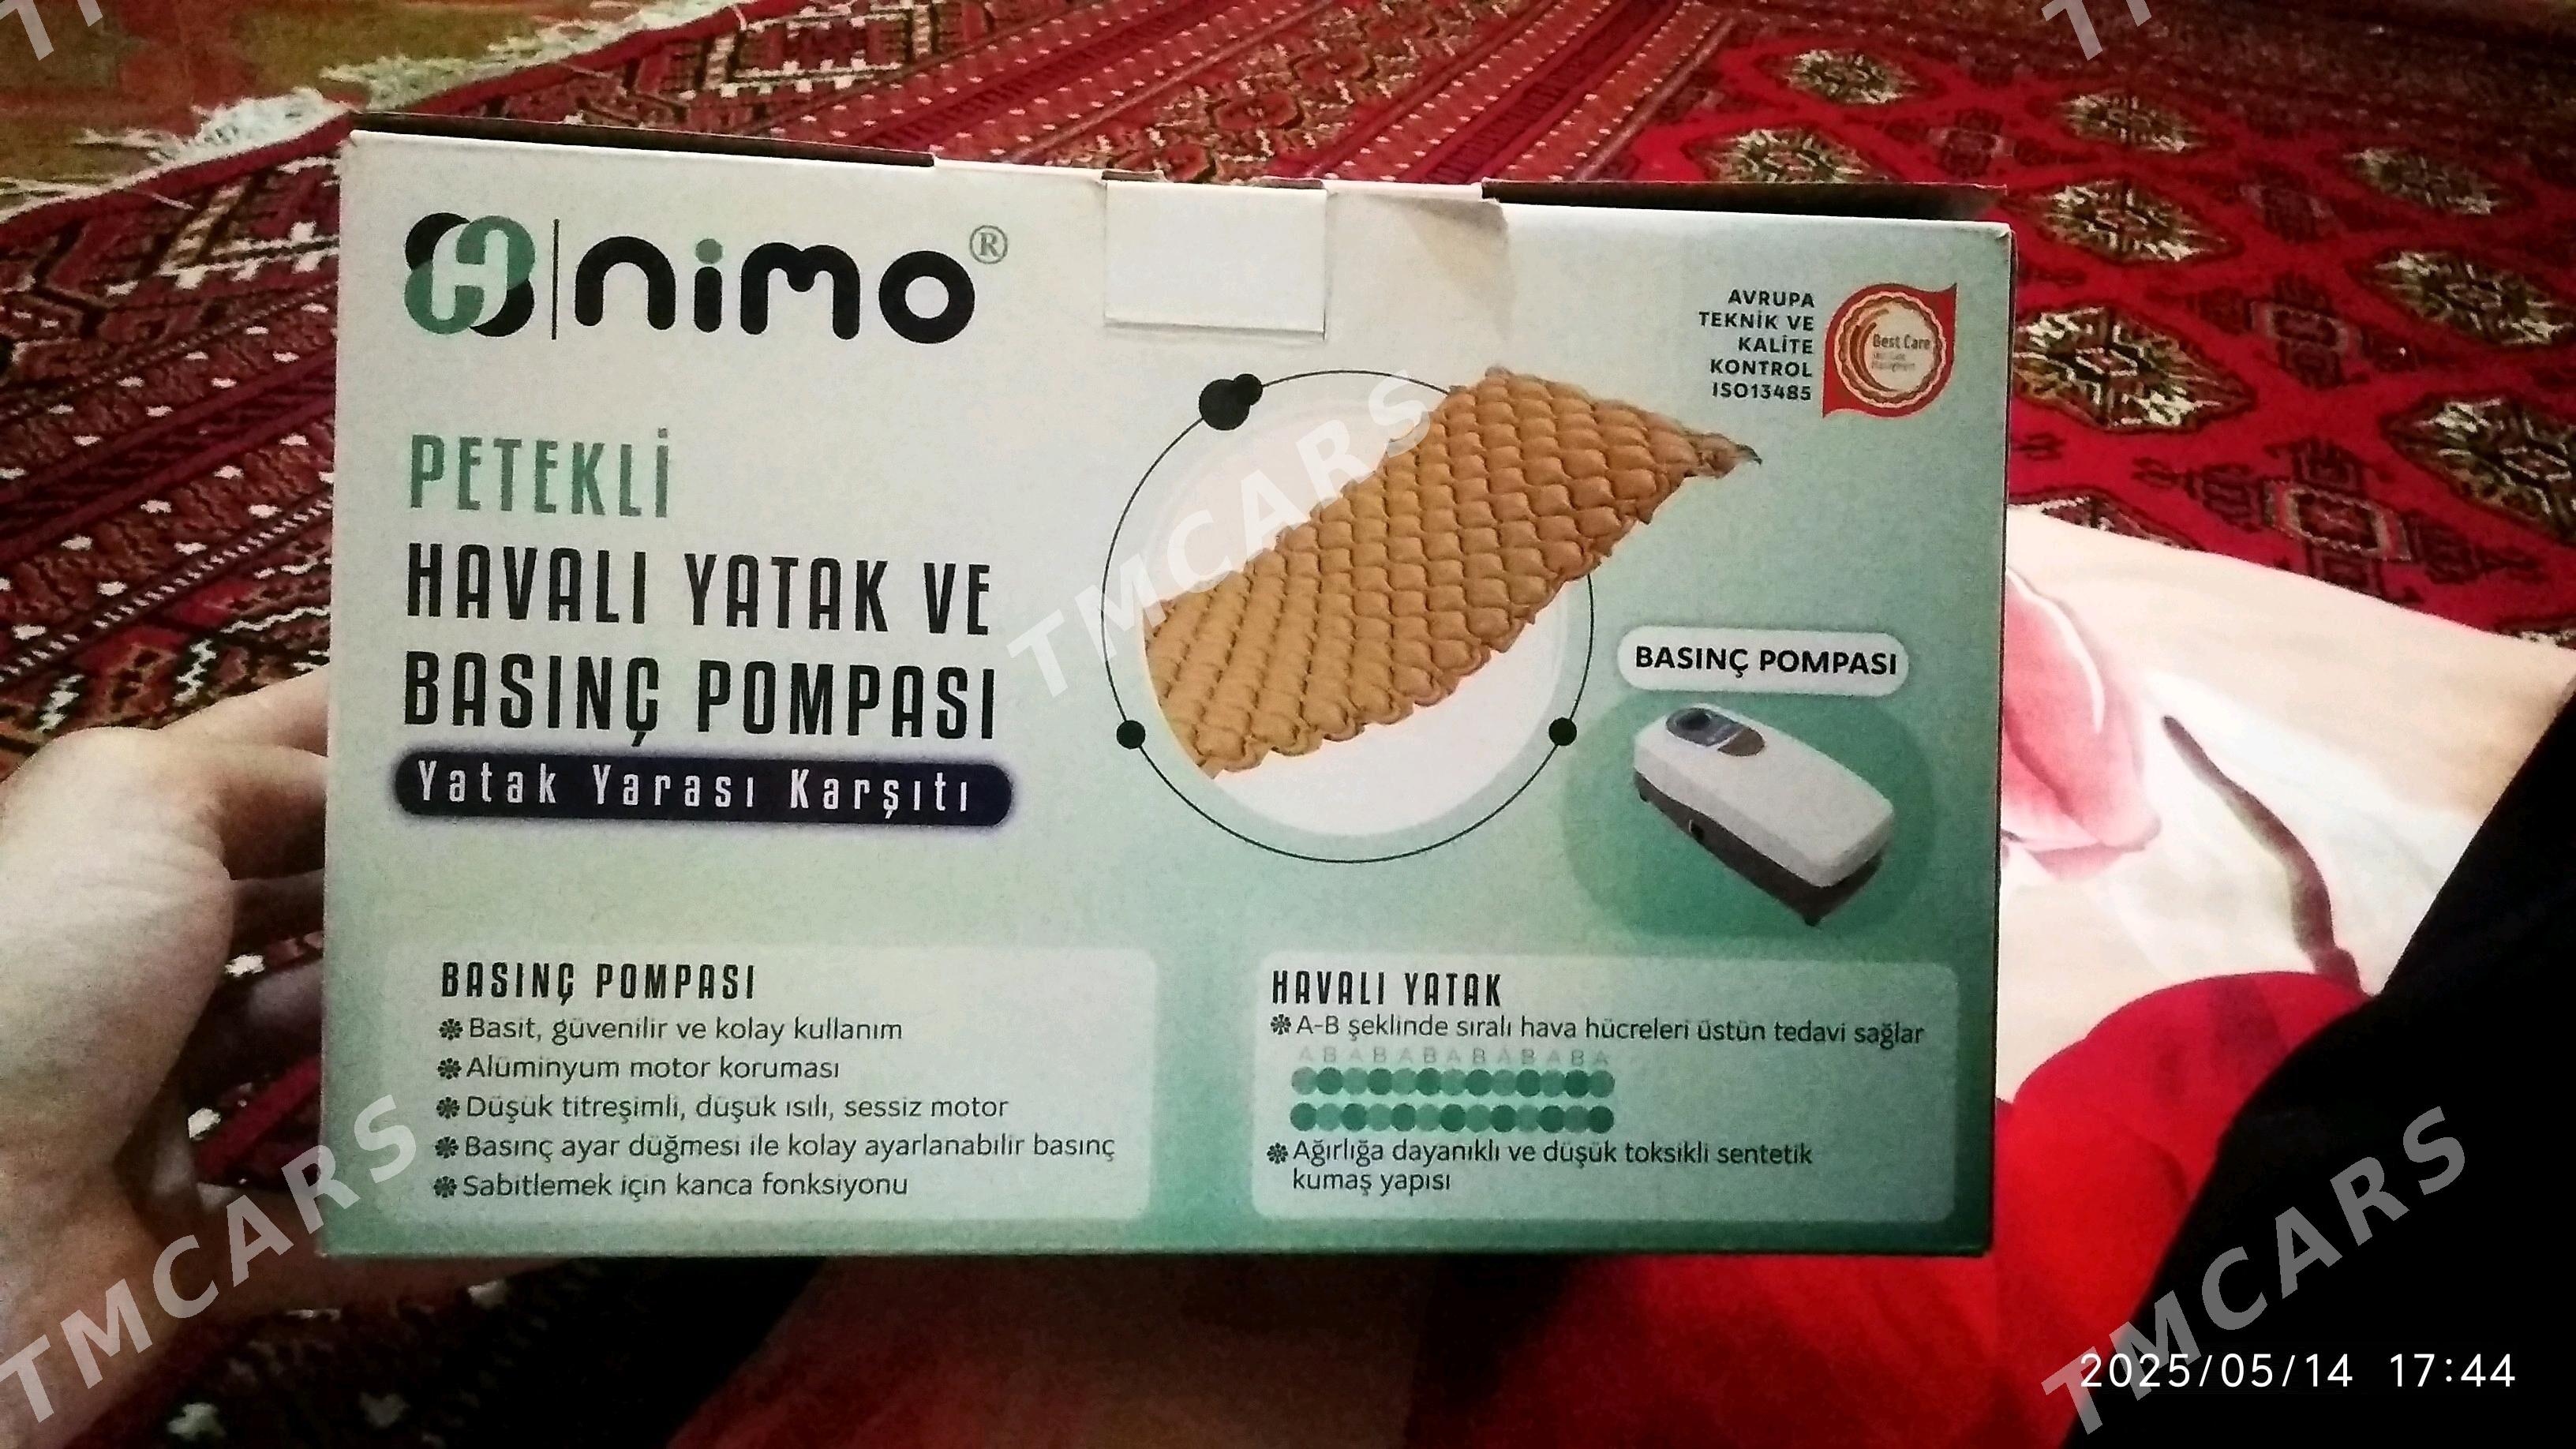 nimo®
AVRUPA
TEKNİK VE
KALİTE
KONTROL
ISO13485
Best Care
PETEKLİ
HAVALI YATAK VE
BASINÇ POMPASI
Yatak Yarası Karşıtı
BASINÇ POMPASI
BASINÇ POMPASI
Basit, güvenilir ve kolay kullanım
Alüminyum motor koruması
Düşük titreşimli, düşük ısılı, sessiz motor
Basınç ayar düğmesi ile kolay ayarlanabilir basınç
Sabitlemek için kanca fonksiyonu
HAVALI YATAK
A-B şeklinde sıralı hava hücreleri üstün tedavi sağlar
A B A B A B A B A B A B A
Ağırlığa dayanıklı ve düşük toksikli sentetik
kumaş yapısı
TMCARS
TMCARS
TMCARS
2025/05/14 17:44